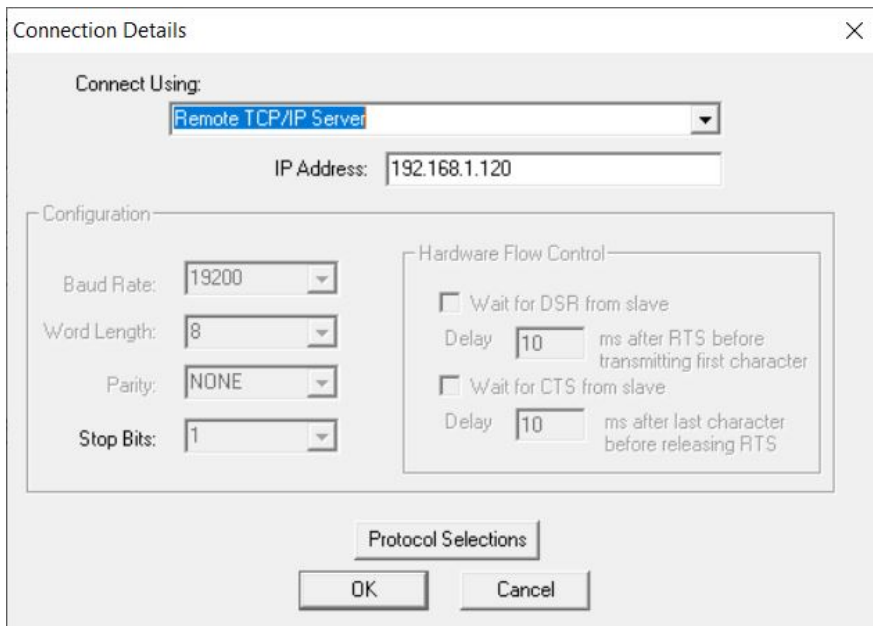 Connection Details
Connect Using:
Remote TCP/IP Server
IP Address: 192.168.1.120
Configuration
Baud Rate: 19200
Word Length: 8
Parity: NONE
Stop Bits: 1
Hardware Flow Control
Wait for DSR from slave
Delay 10 ms after RTS before
transmitting first character
Wait for CTS from slave
Delay 10 ms after last character
before releasing RTS
Protocol Selections
OK Cancel